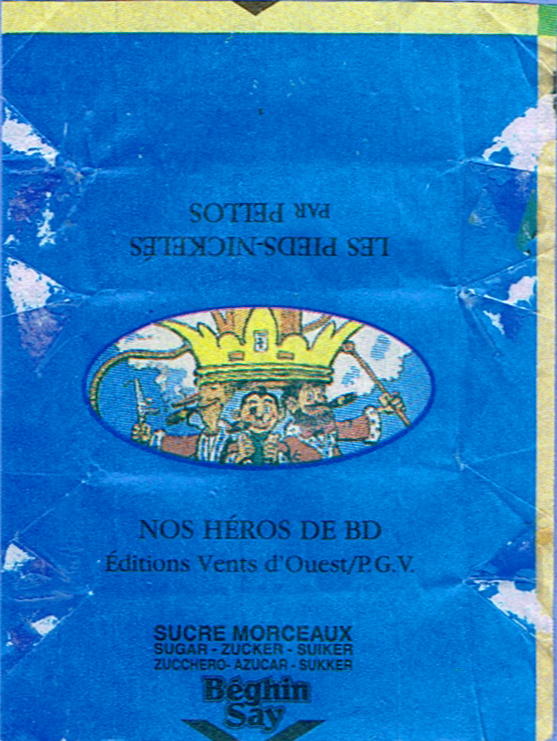 LES PIEDS-NICKELÉS
PAR PELLOS
NOS HÉROS DE BD
Éditions Vents d'Ouest/P.G.V.
SUCRE MORCEAUX
SUGAR - ZUCKER - SUIKER
ZUCCHERO- AZUCAR - SUKKER
Béghin
Say